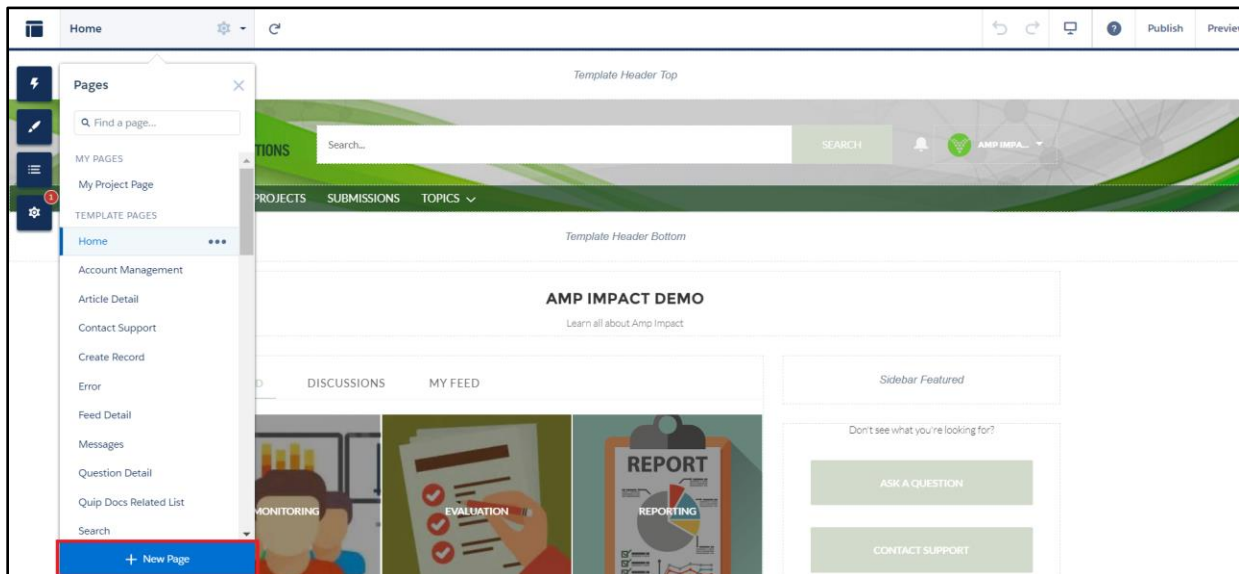 Home
Publish
Preview
Pages
Find a page...
MY PAGES
My Project Page
TEMPLATE PAGES
Home
Account Management
Article Detail
Contact Support
Create Record
Error
Feed Detail
Messages
Question Detail
Quip Docs Related List
Search
+ New Page
1
Template Header Top
TIONS
Search...
SEARCH
AMP IMPA...
PROJECTS SUBMISSIONS TOPICS
Template Header Bottom
AMP IMPACT DEMO
Learn all about Amp Impact
D DISCUSSIONS MY FEED
MONITORING
EVALUATION
REPORT
REPORTING
Sidebar Featured
Don't see what you're looking for?
ASK A QUESTION
CONTACT SUPPORT